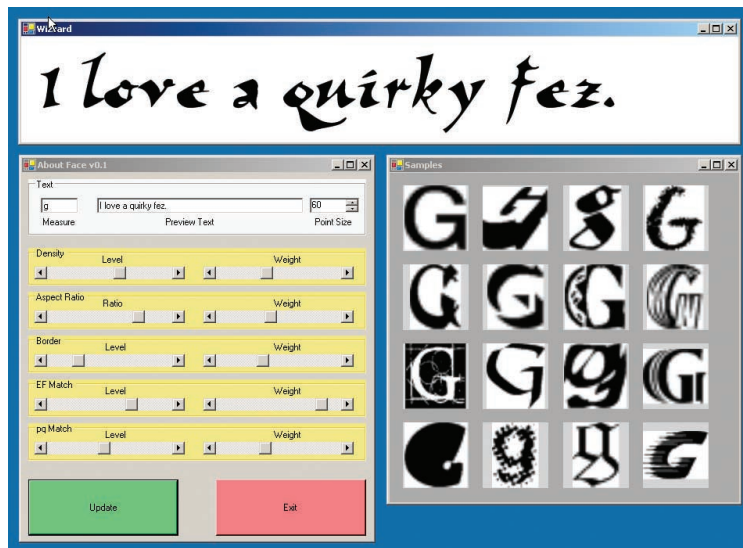 Wizzard
I love a quirky fez.
About Face v0.1
Text
g
I love a quirky fez.
60
Measure
Preview Text
Point Size
Density
Level
Weight
Aspect Ratio
Ratio
Weight
Border
Level
Weight
EF Match
Level
Weight
pq Match
Level
Weight
Update
Exit
Samples
G g g G
G G G Gm
G G g G
G g g G